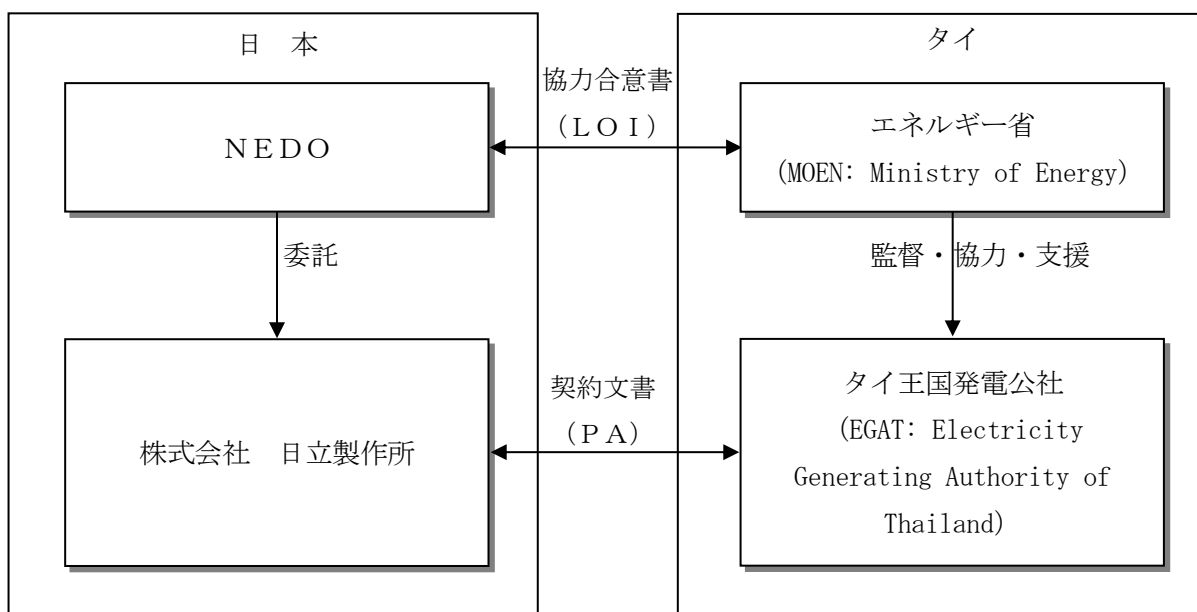 日　本
タイ
協力合意書
（ＬＯＩ）
ＮＥＤＯ
エネルギー省
(MOEN: Ministry of Energy)
委託
監督・協力・支援
契約文書
（ＰＡ）
株式会社　日立製作所
タイ王国発電公社
(EGAT: Electricity
Generating Authority of
Thailand)